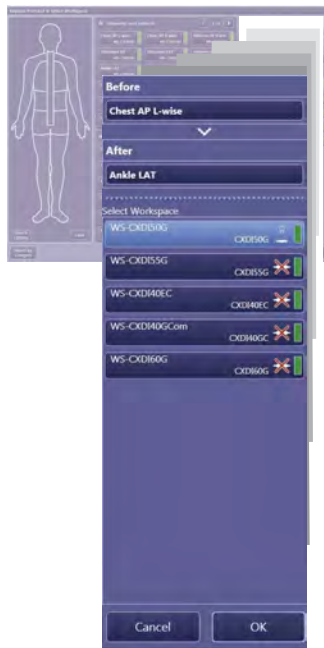 Before
Chest AP L-wise
After
Ankle LAT
Select Workspace
WS-CXDI50G
CXDI50G
WS-CXDI55G
CXDI55G
WS-CXDI40EC
CXDI40EC
WS-CXDI40GCom
CXDI40GC
WS-CXDI60G
CXDI60G
Cancel
OK